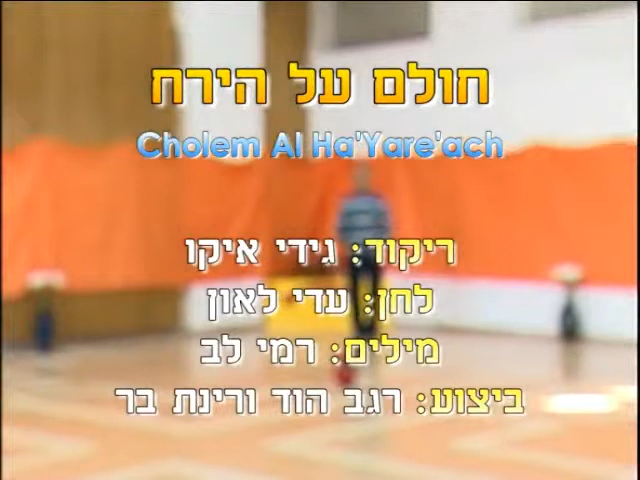 חולם על הירח
Cholem Al Ha'Yare'ach
ריקוד: גידי איקו
לחן: עדי לאון
מילים: רמי לב
ביצוע: רגב הוד ורינת בר